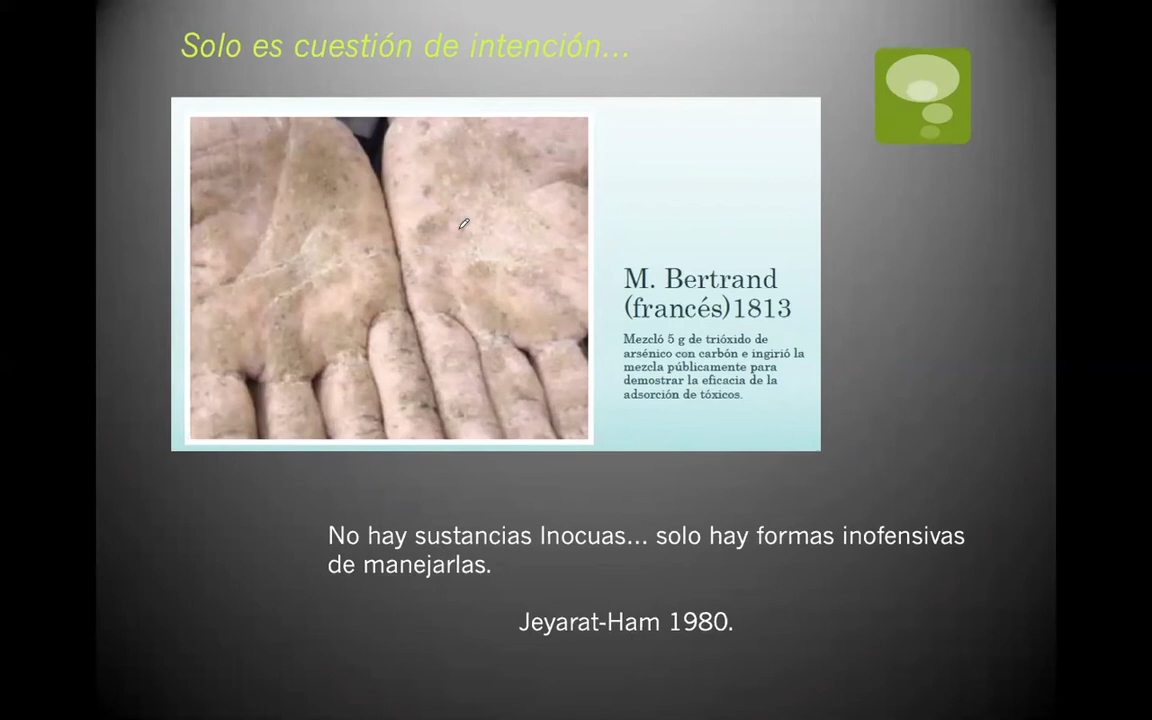 Solo es cuestión de intención...
M. Bertrand
(francés)1813
Mezcló 5 g de trióxido de
arsénico con carbón e ingirió la
mezcla públicamente para
demostrar la eficacia de la
adsorción de tóxicos.
No hay sustancias Inocuas... solo hay formas inofensivas
de manejarlas.
Jeyarat-Ham 1980.